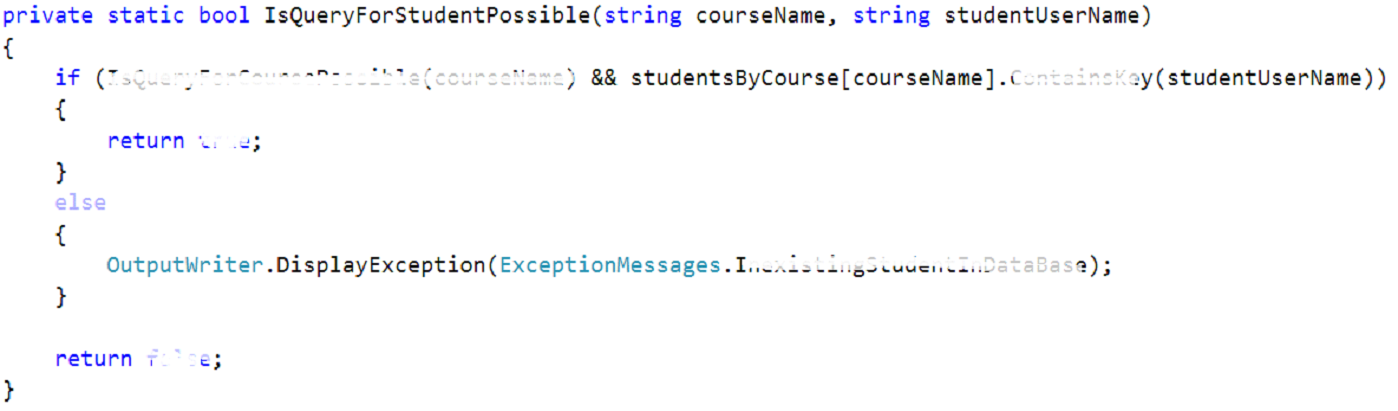 private static bool IsQueryForStudentPossible(string courseName, string studentUserName)
{
if (IsQueryForCoursePossible(courseName) && studentsByCourse[courseName].ContainsKey(studentUserName))
{
return true;
}
else
{
OutputWriter.DisplayException(ExceptionMessages.InexistingStudentInDataBase);
}
return false;
}